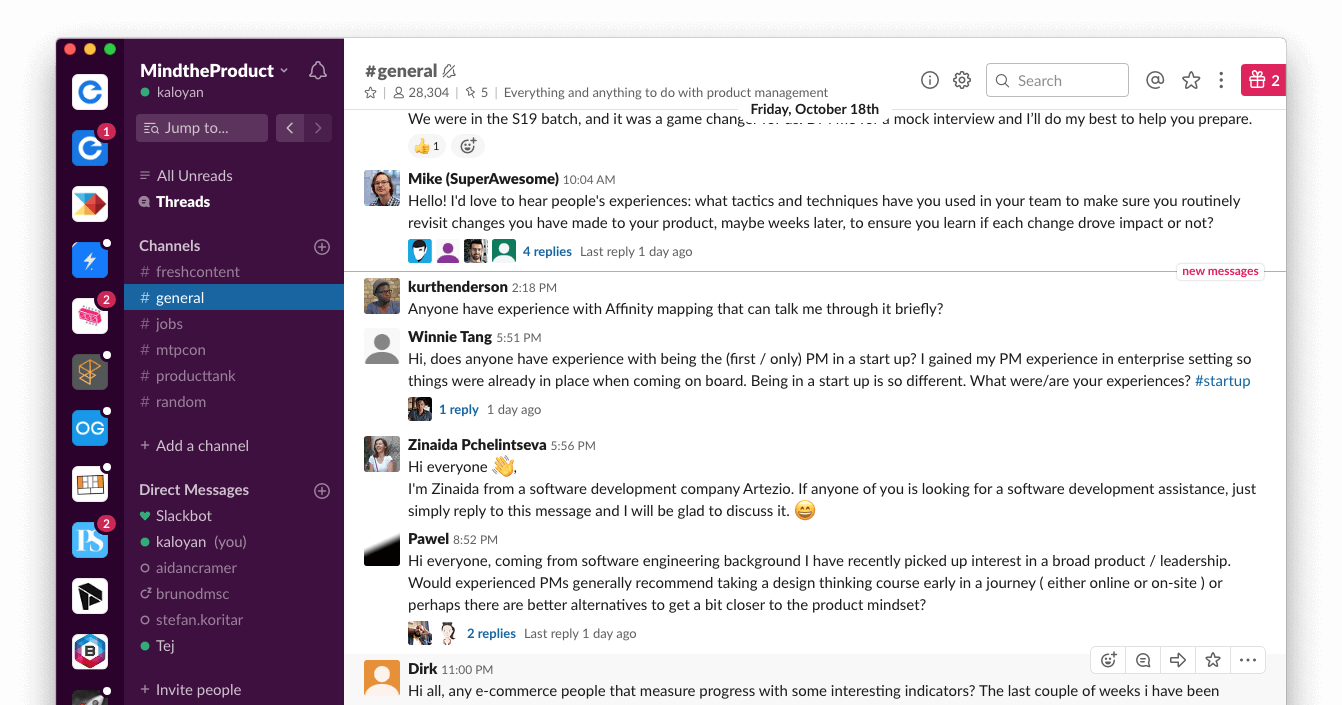 MindtheProduct
kaloyan
Jump to...
1
All Unreads
Threads
Channels
# freshcontent
# general
2
# jobs
# mtpcon
# producttank
# random
OG
+ Add a channel
Direct Messages
Slackbot
2
PS
kaloyan (you)
aidancramer
brunodmsc
stefan.koritar
B
Tej
+ Invite people
#general
28,304 | 5 | Everything and anything to do with product management
Search
2
Friday, October 18th
We were in the S19 batch, and it was a game changer for a mock interview and I'll do my best to help you prepare.
1
Mike (SuperAwesome) 10:04 AM
Hello! I'd love to hear people's experiences: what tactics and techniques have you used in your team to make sure you routinely
revisit changes you have made to your product, maybe weeks later, to ensure you learn if each change drove impact or not?
4 replies Last reply 1 day ago
new messages
kurthenderson 2:18 PM
Anyone have experience with Affinity mapping that can talk me through it briefly?
Winnie Tang 5:51 PM
Hi, does anyone have experience with being the (first / only) PM in a start up? I gained my PM experience in enterprise setting so
things were already in place when coming on board. Being in a start up is so different. What were/are your experiences? #startup
1 reply 1 day ago
Zinaida Pchelintseva 5:56 PM
Hi everyone 👋,
I'm Zinaida from a software development company Artezio. If anyone of you is looking for a software development assistance, just
simply reply to this message and I will be glad to discuss it. 😄
Pawel 8:52 PM
Hi everyone, coming from software engineering background I have recently picked up interest in a broad product / leadership.
Would experienced PMs generally recommend taking a design thinking course early in a journey ( either online or on-site ) or
perhaps there are better alternatives to get a bit closer to the product mindset?
2 replies Last reply 1 day ago
Dirk 11:00 PM
Hi all, any e-commerce people that measure progress with some interesting indicators? The last couple of weeks i have been